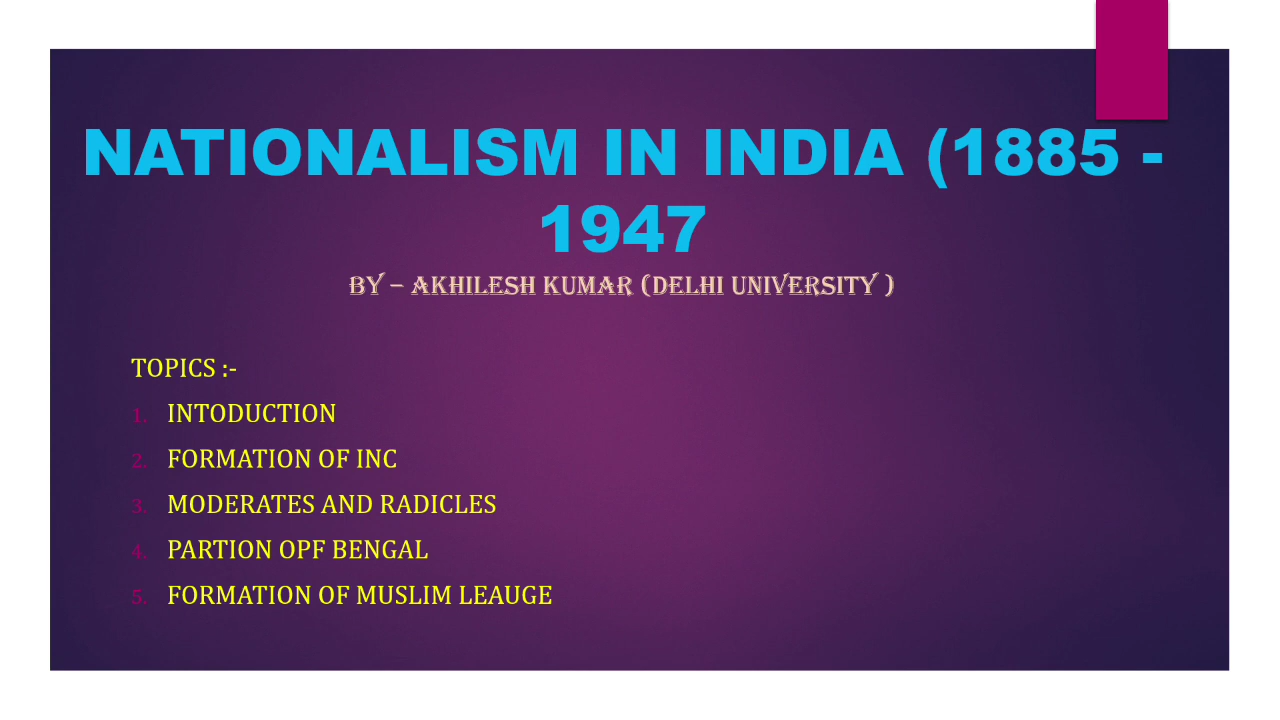 NATIONALISM IN INDIA (1885 -
1947
BY – AKHILESH KUMAR (DELHI UNIVERSITY )
TOPICS :-
1. INTODUCTION
2. FORMATION OF INC
3. MODERATES AND RADICLES
4. PARTION OPF BENGAL
5. FORMATION OF MUSLIM LEAUGE